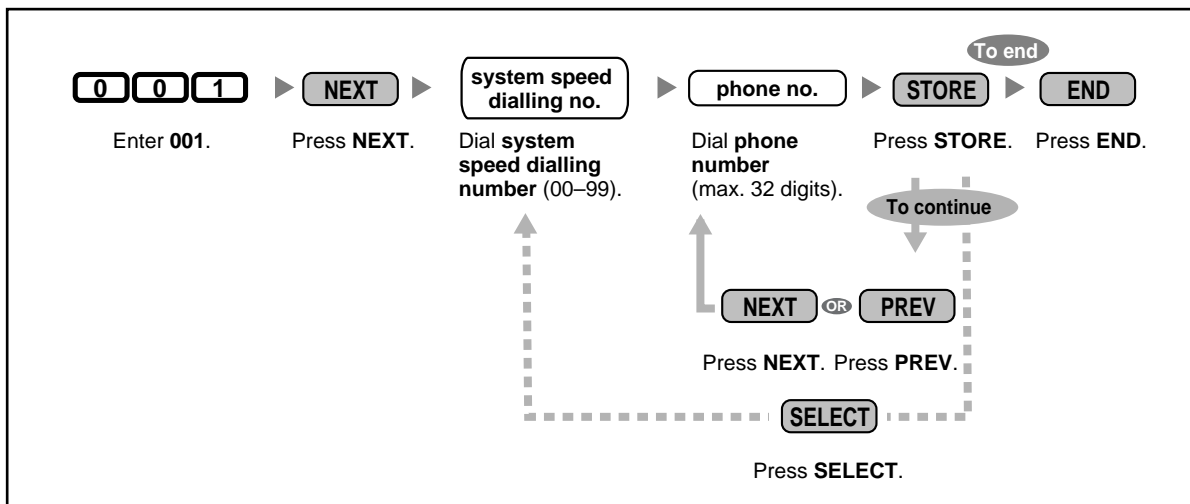 To end
0 0 1 NEXT system speed dialling no. phone no. STORE END
Enter 001. Press NEXT. Dial system speed dialling number (00–99). Dial phone number (max. 32 digits). Press STORE. Press END.
To continue
NEXT OR PREV
Press NEXT. Press PREV.
SELECT
Press SELECT.